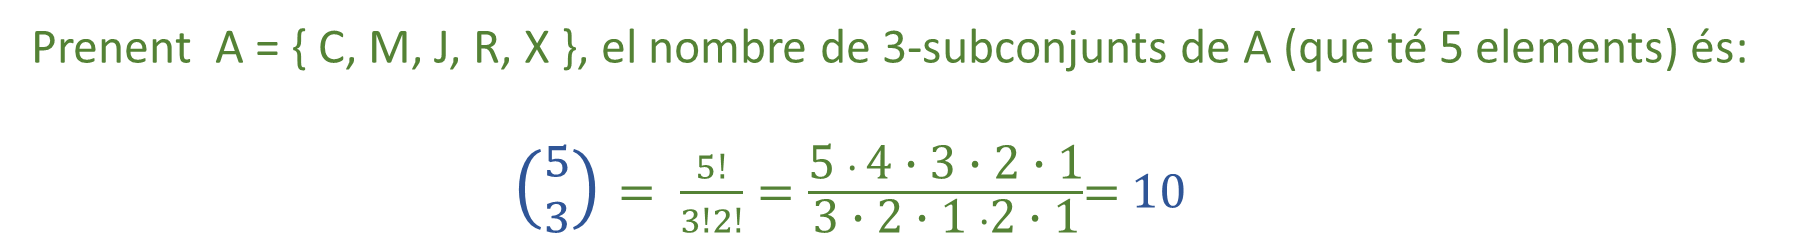 Prenent A = { C, M, J, R, X }, el nombre de 3-subconjunts de A (que té 5 elements) és:
(5 3) = 5!/3!2! = 5 · 4 · 3 · 2 · 1/3 · 2 · 1 · 2 · 1 = 10